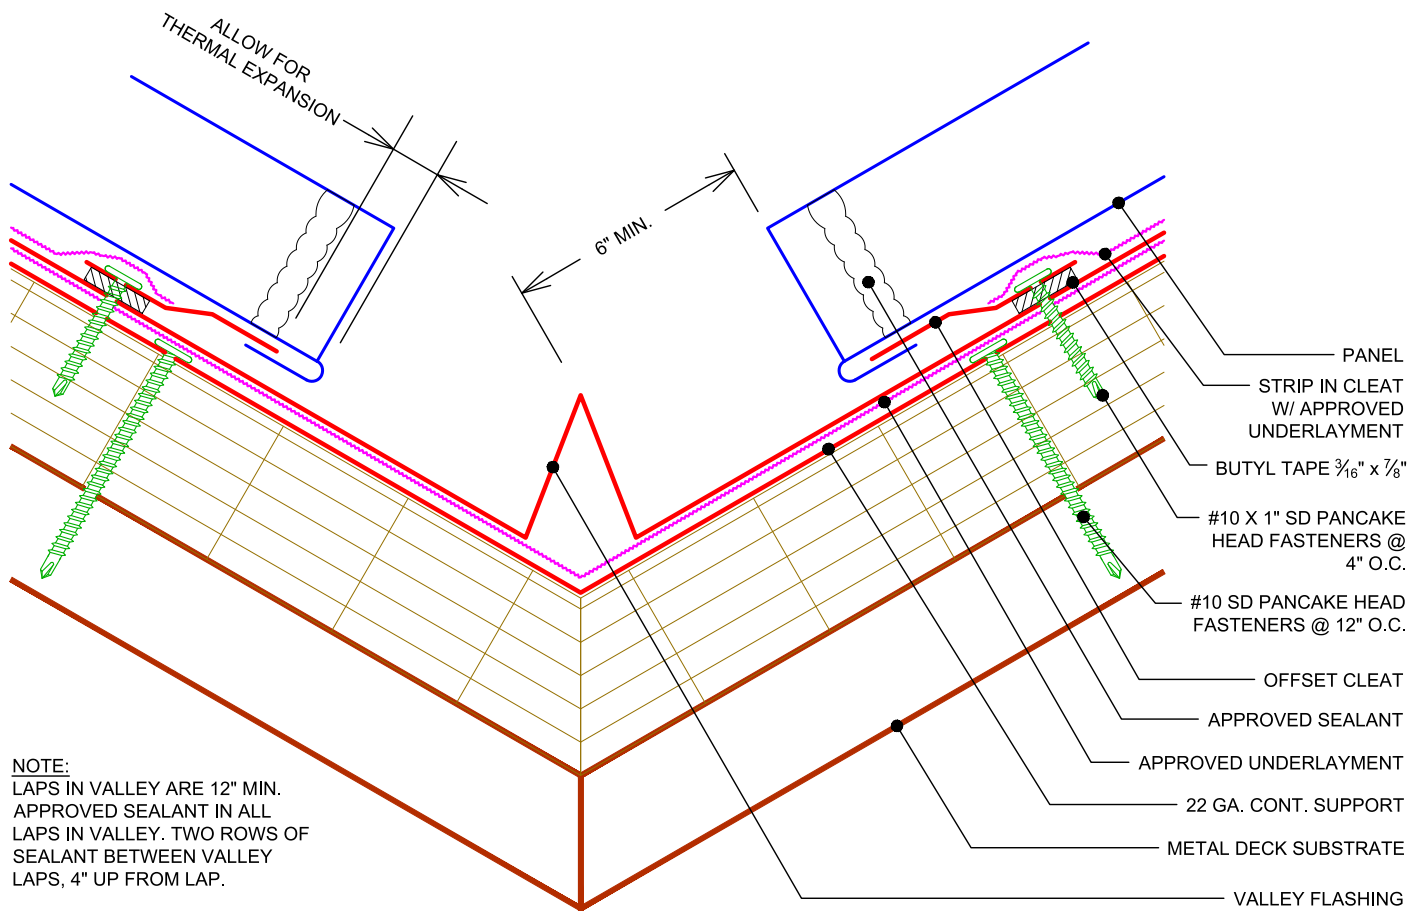 ALLOW FOR
THERMAL EXPANSION
6" MIN.
PANEL
STRIP IN CLEAT
W/ APPROVED
UNDERLAYMENT
BUTYL TAPE 3⁄16" x 7⁄8"
#10 X 1" SD PANCAKE
HEAD FASTENERS @
4" O.C.
#10 SD PANCAKE HEAD
FASTENERS @ 12" O.C.
OFFSET CLEAT
APPROVED SEALANT
APPROVED UNDERLAYMENT
22 GA. CONT. SUPPORT
METAL DECK SUBSTRATE
VALLEY FLASHING
NOTE:
LAPS IN VALLEY ARE 12" MIN.
APPROVED SEALANT IN ALL
LAPS IN VALLEY. TWO ROWS OF
SEALANT BETWEEN VALLEY
LAPS, 4" UP FROM LAP.